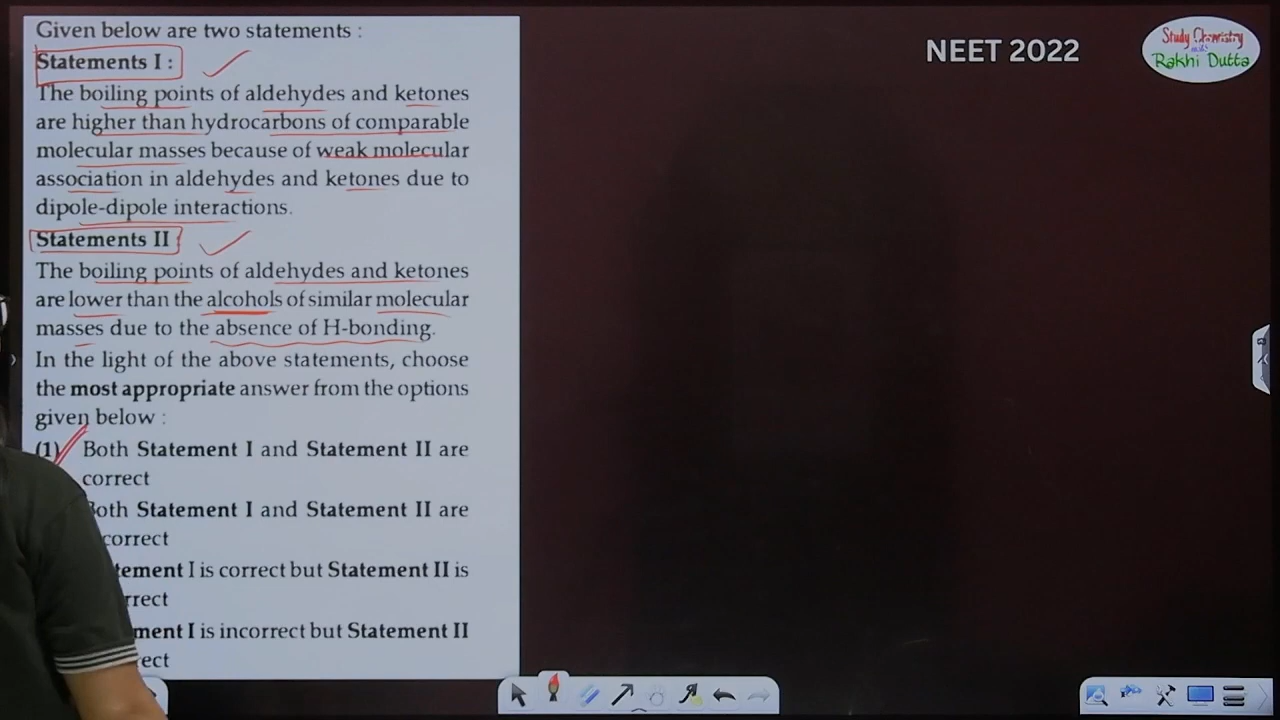 Given below are two statements :
Statements I :
The boiling points of aldehydes and ketones
are higher than hydrocarbons of comparable
molecular masses because of weak molecular
association in aldehydes and ketones due to
dipole-dipole interactions.
Statements II
The boiling points of aldehydes and ketones
are lower than the alcohols of similar molecular
masses due to the absence of H-bonding.
In the light of the above statements, choose
the most appropriate answer from the options
given below :
(1) Both Statement I and Statement II are
correct
Both Statement I and Statement II are
correct
tement I is correct but Statement II is
rrect
ment I is incorrect but Statement II
ect
NEET 2022
Study Chemistry
with
Rakhi Dutta